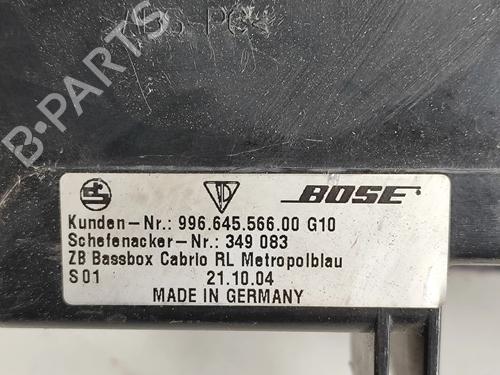 B-PARTS
BOSE
Kunden-Nr.: 996.645.566.00 G10
Schefenacker-Nr.: 349 083
ZB Bassbox Cabrio RL Metropolblau
S01 21.10.04
MADE IN GERMANY